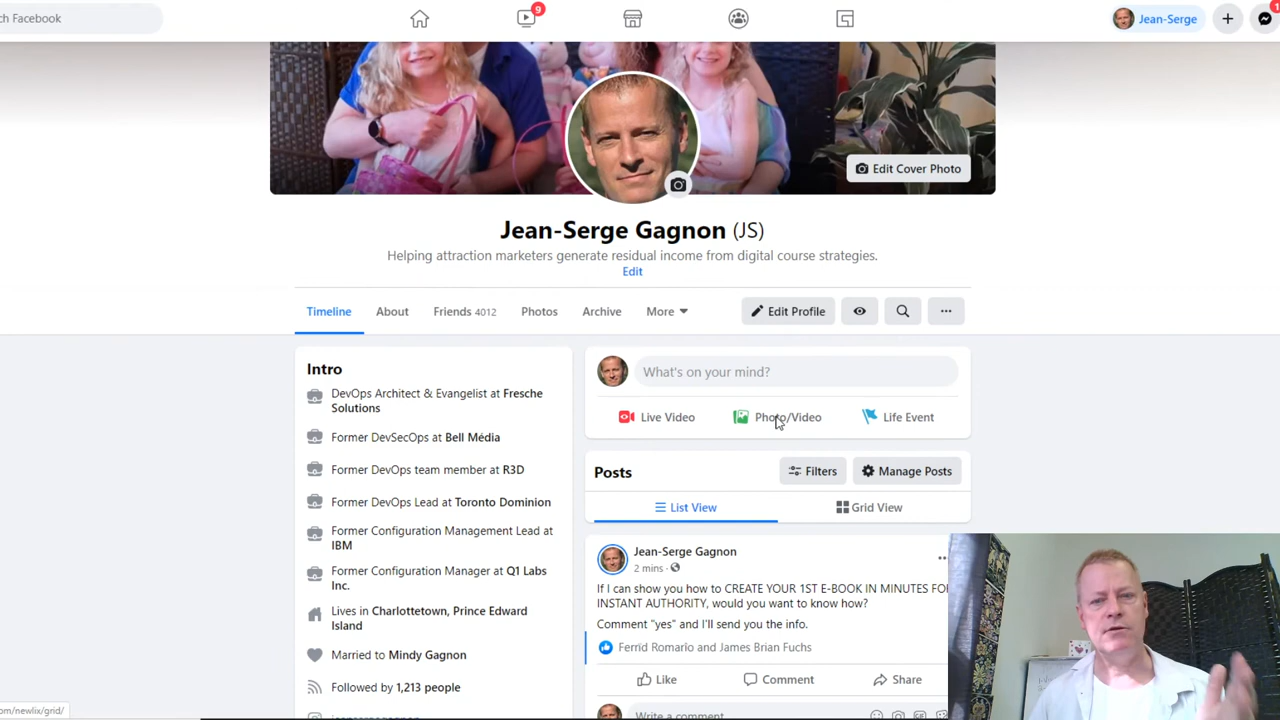 ch Facebook
9
Jean-Serge
1
Edit Cover Photo
Jean-Serge Gagnon (JS)
Helping attraction marketers generate residual income from digital course strategies.
Edit
Timeline
About
Friends 4012
Photos
Archive
More
Edit Profile
Intro
DevOps Architect & Evangelist at Fresche
Solutions
Former DevSecOps at Bell Média
Former DevOps team member at R3D
Former DevOps Lead at Toronto Dominion
Former Configuration Management Lead at
IBM
Former Configuration Manager at Q1 Labs
Inc.
Lives in Charlottetown, Prince Edward
Island
Married to Mindy Gagnon
Followed by 1,213 people
What's on your mind?
Live Video
Photo/Video
Life Event
Posts
Filters
Manage Posts
List View
Grid View
Jean-Serge Gagnon
2 mins ·
If I can show you how to CREATE YOUR 1ST E-BOOK IN MINUTES FO
INSTANT AUTHORITY, would you want to know how?
Comment "yes" and I'll send you the info.
Ferrid Romario and James Brian Fuchs
Like
Comment
Share
Write a comment
om/newlix/grid/